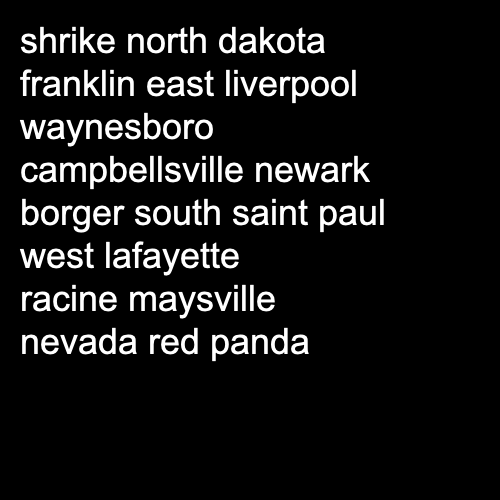 shrike north dakota
franklin east liverpool
waynesboro
campbellsville newark
borger south saint paul
west lafayette
racine maysville
nevada red panda